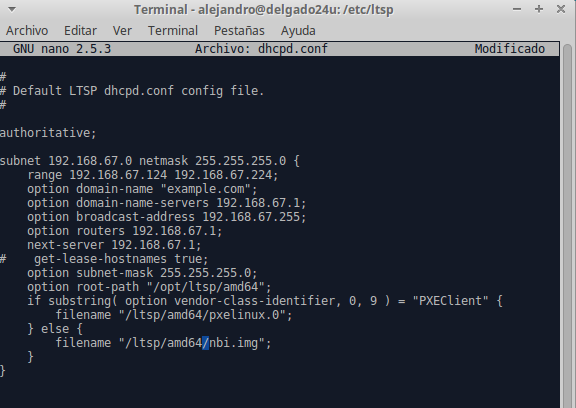 Terminal - alejandro@delgado24u: /etc/ltsp
Archivo Editar Ver Terminal Pestañas Ayuda
GNU nano 2.5.3 Archivo: dhcpd.conf Modificado
#
# Default LTSP dhcpd.conf config file.
#
authoritative;
subnet 192.168.67.0 netmask 255.255.255.0 {
    range 192.168.67.124 192.168.67.224;
    option domain-name "example.com";
    option domain-name-servers 192.168.67.1;
    option broadcast-address 192.168.67.255;
    option routers 192.168.67.1;
    next-server 192.168.67.1;
#    get-lease-hostnames true;
    option subnet-mask 255.255.255.0;
    option root-path "/opt/ltsp/amd64";
    if substring( option vendor-class-identifier, 0, 9 ) = "PXEClient" {
        filename "/ltsp/amd64/pxelinux.0";
    } else {
        filename "/ltsp/amd64/nbi.img";
    }
}